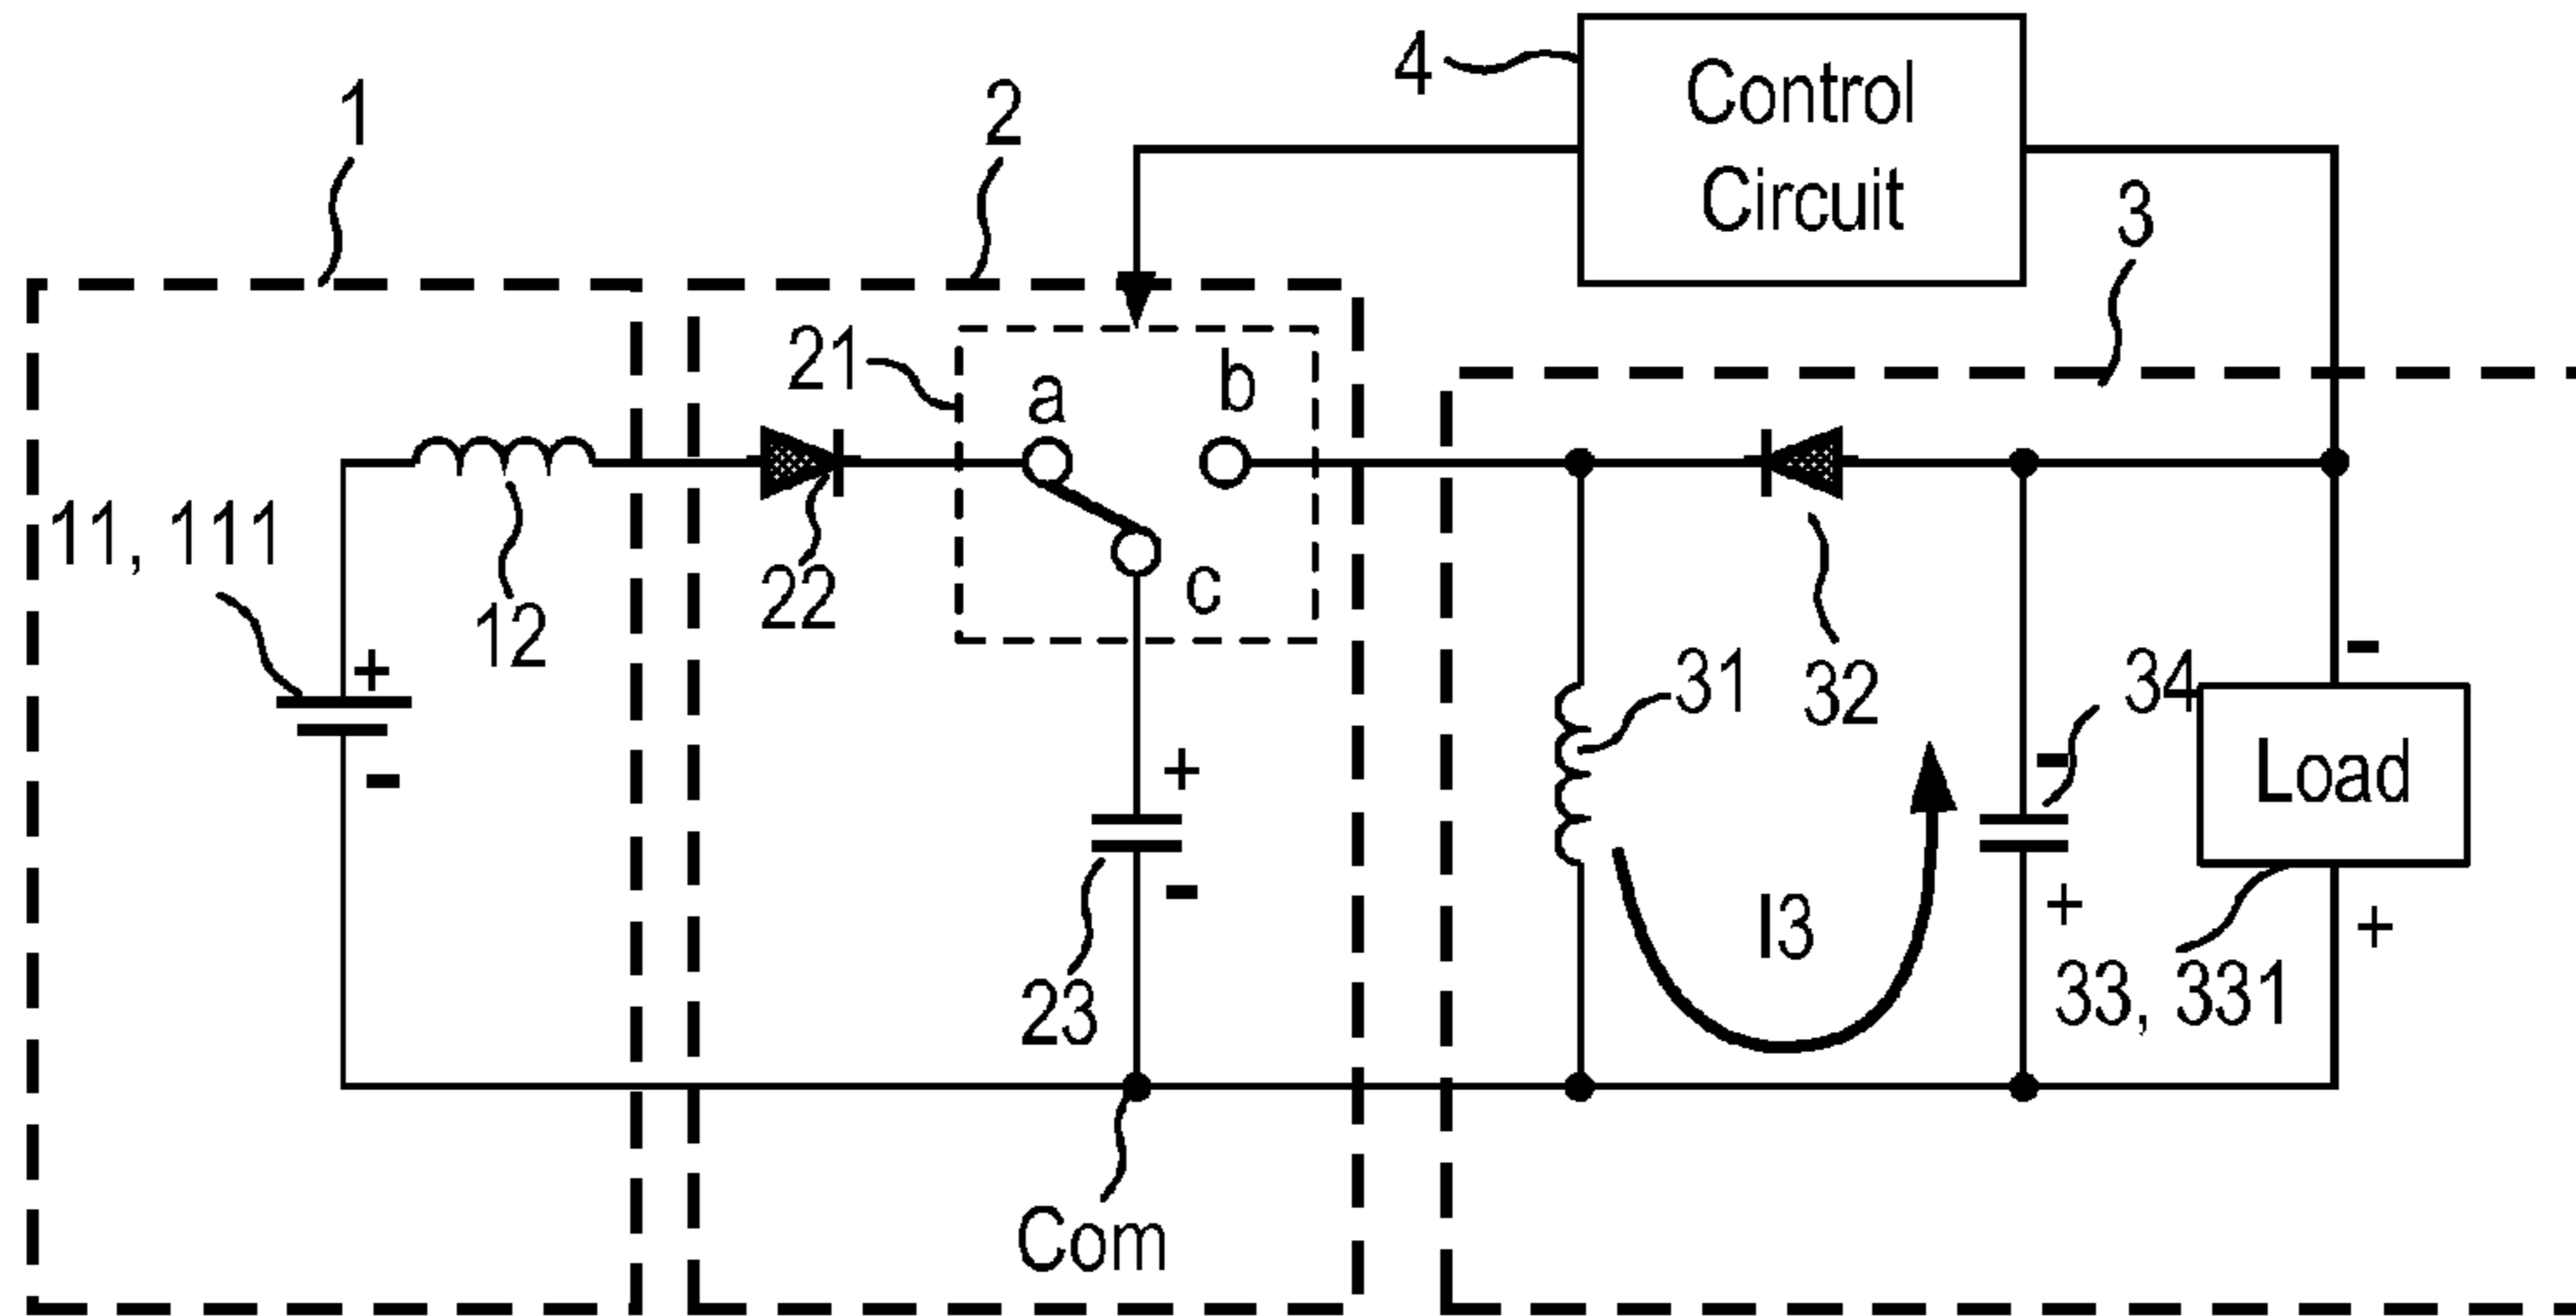 1
2
4
Control
Circuit
3
21
a
b
c
11, 111
12
22
+
-
+
-
23
31
32
34
-
+
-
Load
+
I3
33, 331
Com